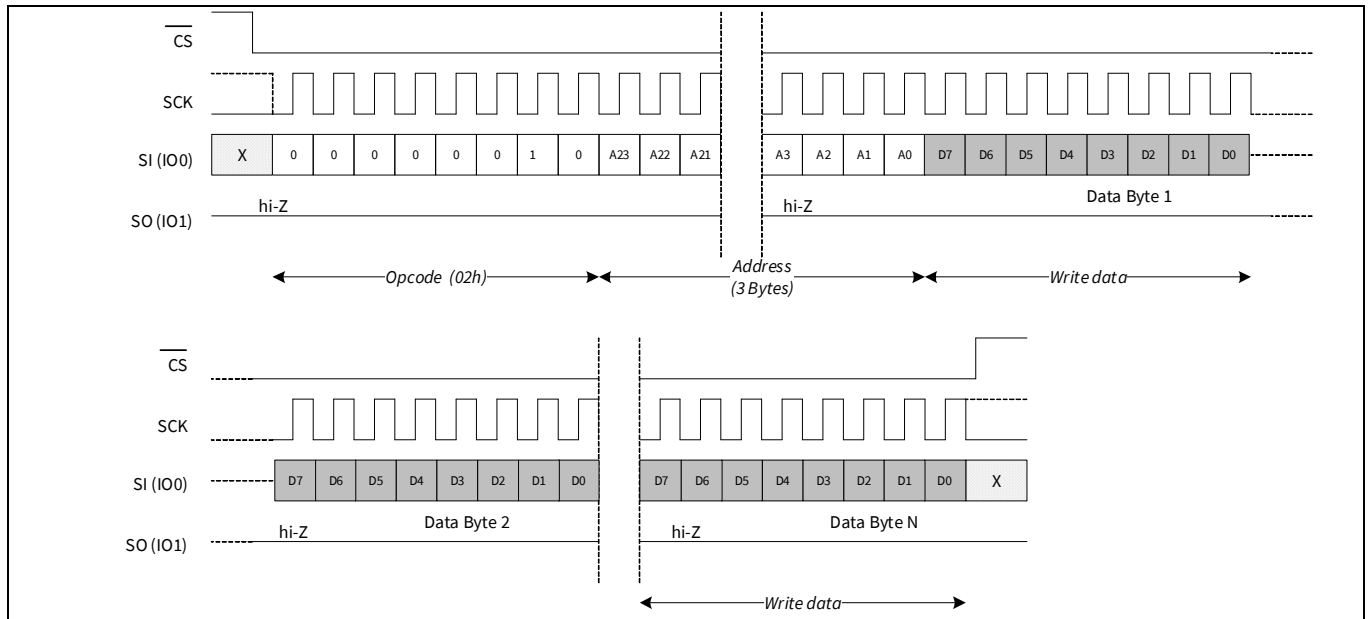 CS
SCK
SI (IO0) X 0 0 0 0 0 0 1 0 A23 A22 A21 A3 A2 A1 A0 D7 D6 D5 D4 D3 D2 D1 D0
hi-Z hi-Z Data Byte 1
SO (IO1)
Opcode (02h) Address Write data
(3 Bytes)
CS
SCK
SI (IO0) D7 D6 D5 D4 D3 D2 D1 D0 D7 D6 D5 D4 D3 D2 D1 D0 X
hi-Z Data Byte 2 hi-Z Data Byte N
SO (IO1)
Write data